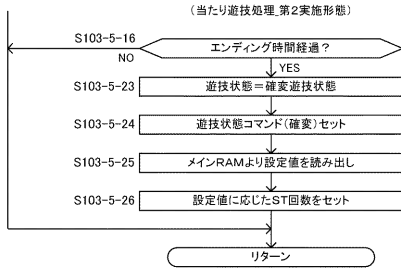 (当たり遊技処理_第2実施形態)
S103-5-16
エンディング時間経過?
NO
YES
S103-5-23
遊技状態=確変遊技状態
S103-5-24
遊技状態コマンド(確変)セット
S103-5-25
メインRAMより設定値を読み出し
S103-5-26
設定値に応じたST回数をセット
リターン